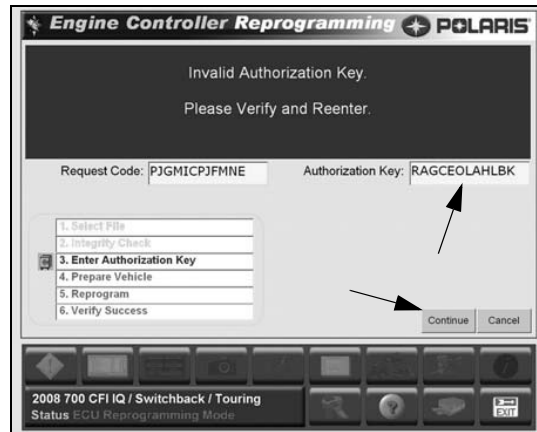 Engine Controller Reprogramming POLARIS
Invalid Authorization Key.
Please Verify and Reenter.
Request Code: PJGMICPJFMNE Authorization Key: RAGCEOLAHLBK
1. Select File
2. Integrity Check
3. Enter Authorization Key
4. Prepare Vehicle
5. Reprogram
6. Verify Success
Continue Cancel
2008 700 CFI IQ / Switchback / Touring
Status ECU Reprogramming Mode
EXIT